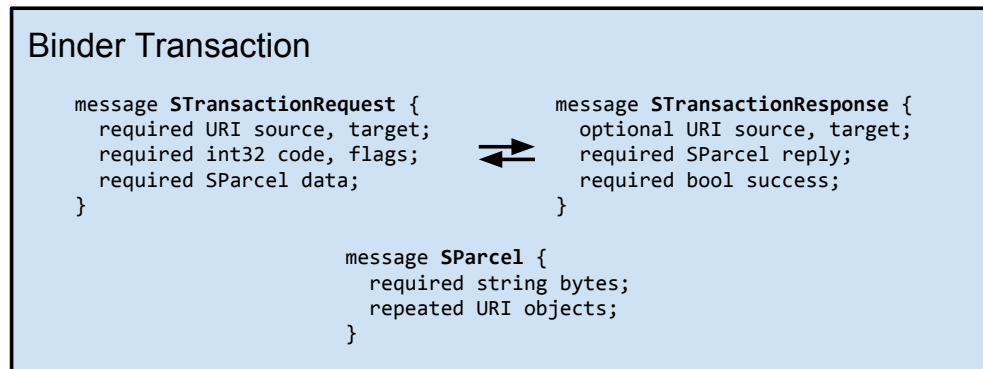 Binder Transaction
message STransactionRequest {
  required URI source, target;
  required int32 code, flags;
  required SParcel data;
}
message STransactionResponse {
  optional URI source, target;
  required SParcel reply;
  required bool success;
}
message SParcel {
  required string bytes;
  repeated URI objects;
}